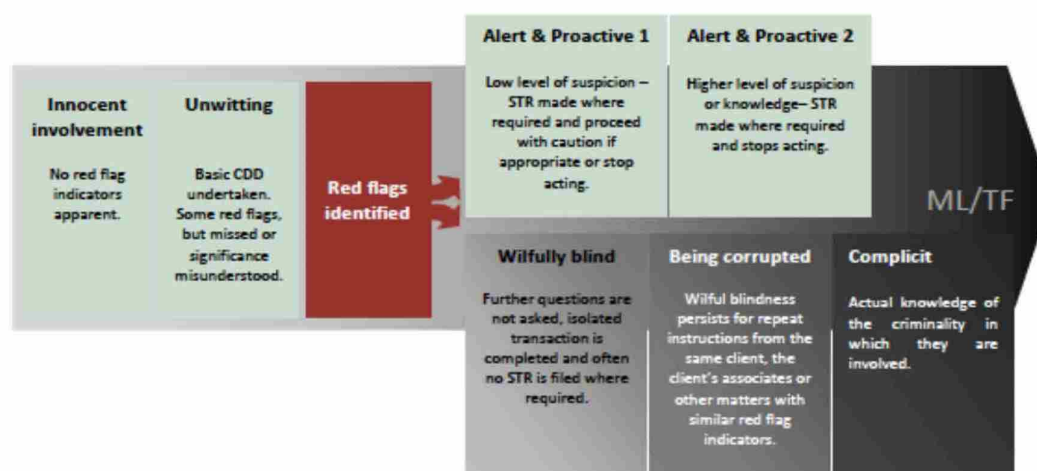 Innocent
involvement
No red flag
indicators
apparent.
Unwitting
Basic CDD
undertaken.
Some red flags,
but missed or
significance
misunderstood.
Red flags
identified
Alert & Proactive 1
Low level of suspicion –
STR made where
required and proceed
with caution if
appropriate or stop
acting.
Alert & Proactive 2
Higher level of suspicion
or knowledge– STR
made where required
and stops acting.
ML/TF
Wilfully blind
Further questions are
not asked, isolated
transaction is
completed and often
no STR is filed where
required.
Being corrupted
Wilful blindness
persists for repeat
instructions from the
same client, the
client's associates or
other matters with
similar red flag
indicators.
Complicit
Actual knowledge of
the criminality in
which they are
involved.